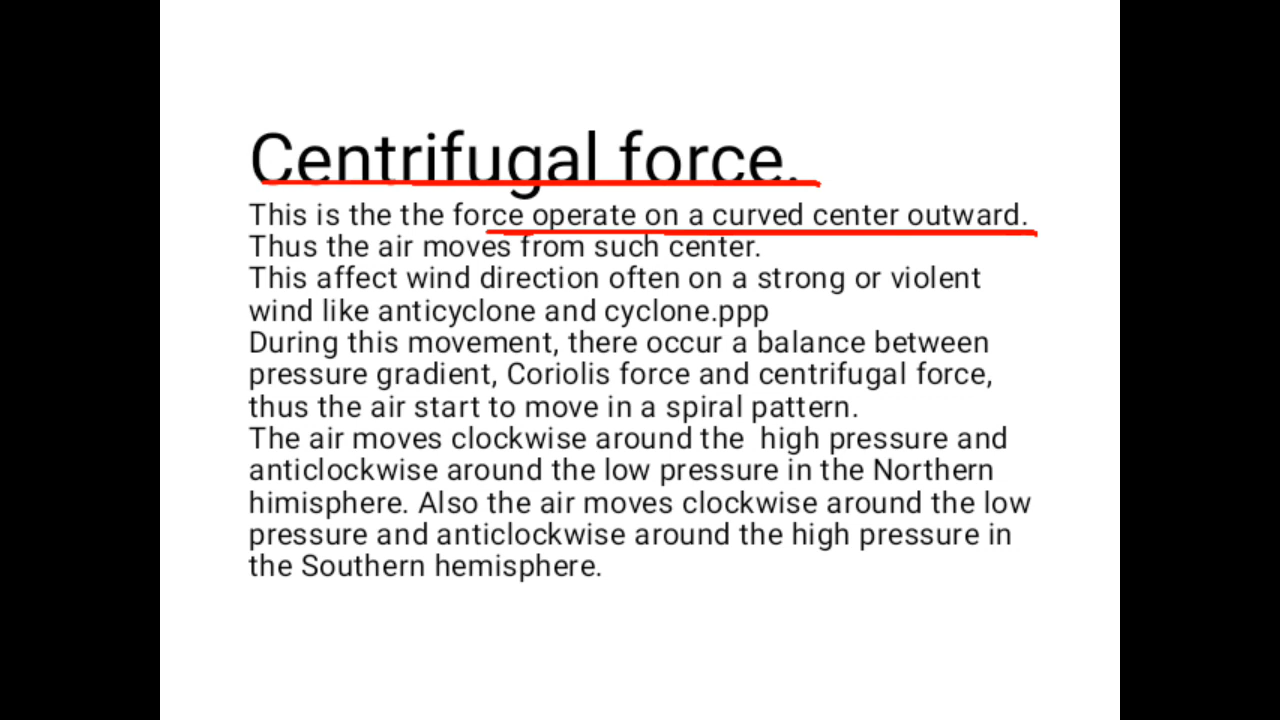 Centrifugal force.
This is the the force operate on a curved center outward.
Thus the air moves from such center.
This affect wind direction often on a strong or violent
wind like anticyclone and cyclone.ppp
During this movement, there occur a balance between
pressure gradient, Coriolis force and centrifugal force,
thus the air start to move in a spiral pattern.
The air moves clockwise around the  high pressure and
anticlockwise around the low pressure in the Northern
himisphere. Also the air moves clockwise around the low
pressure and anticlockwise around the high pressure in
the Southern hemisphere.